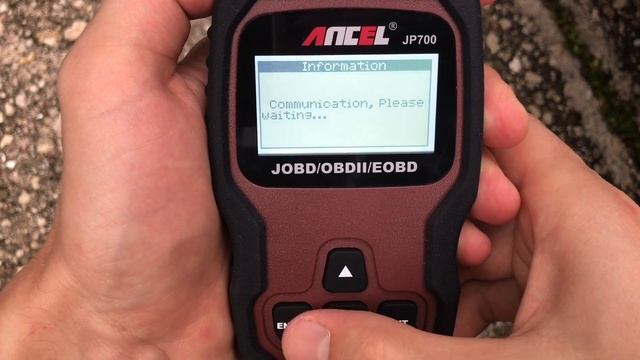 ANCEL® JP700
Information
Communication, Please
waiting...
JOBD/OBDII/EOBD